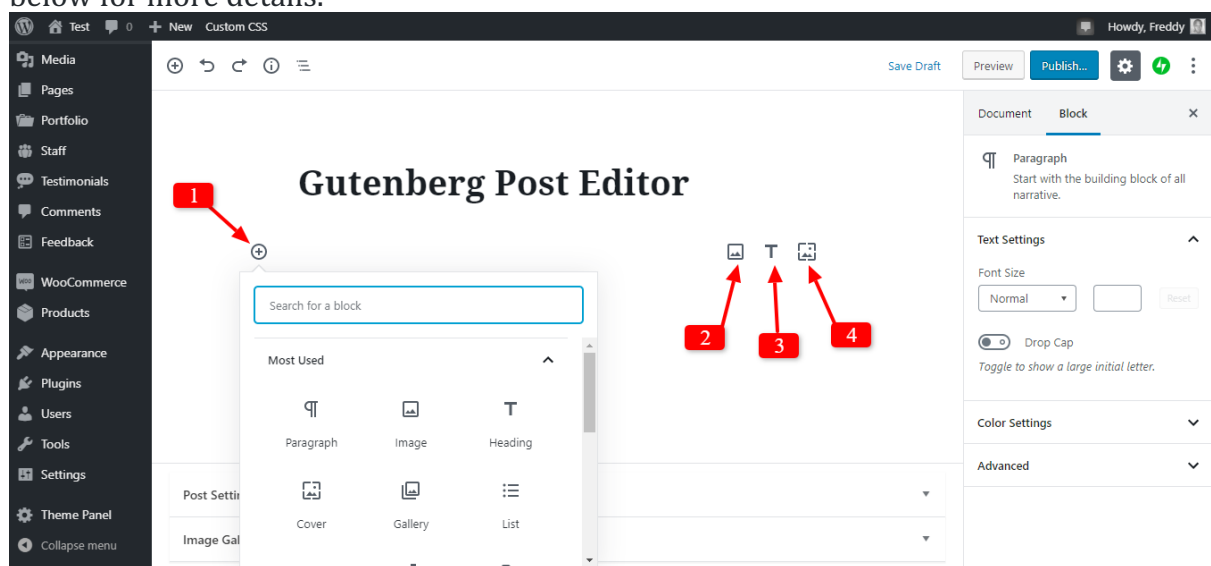 below for more details.
Test 0 New Custom CSS Howdy, Freddy
Media
Pages
Portfolio
Staff
Testimonials
Comments
Feedback
WooCommerce
Products
Appearance
Plugins
Users
Tools
Settings
Theme Panel
Collapse menu
Save Draft Preview Publish...
Gutenberg Post Editor
1
2
3
4
Search for a block
Most Used
Paragraph Image Heading
Cover Gallery List
Post Settin
Image Gal
Document Block
Paragraph
Start with the building block of all
narrative.
Text Settings
Font Size
Normal Reset
Drop Cap
Toggle to show a large initial letter.
Color Settings
Advanced